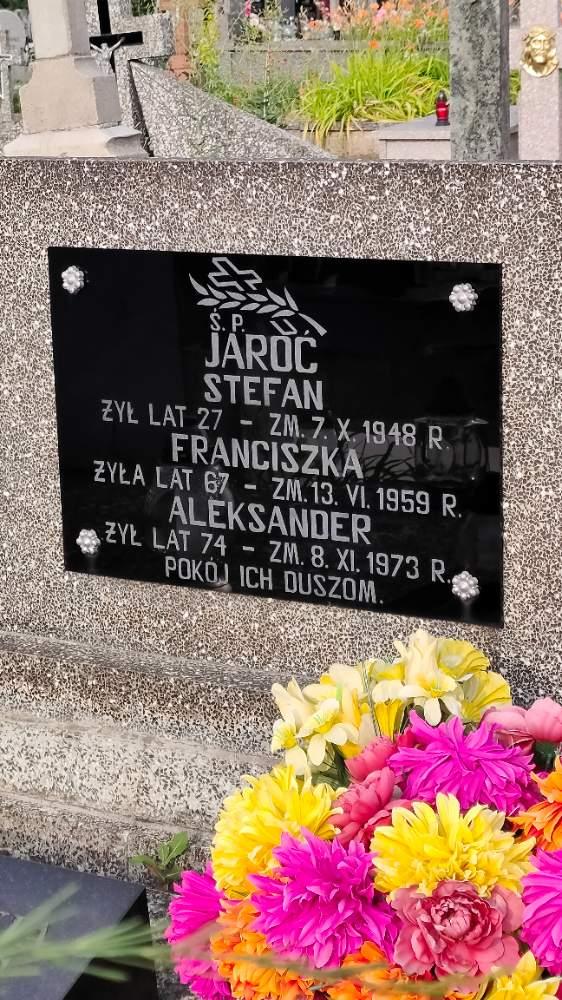 Ś. P.
JAROĆ
STEFAN
ŻYŁ LAT 27 - ZM. 7. X. 1948 R.
FRANCISZKA
ŻYŁA LAT 67 - ZM. 13. VI. 1959 R.
ALEKSANDER
ŻYŁ LAT 74 - ZM. 8. XI. 1973 R.
POKÓJ ICH DUSZOM.